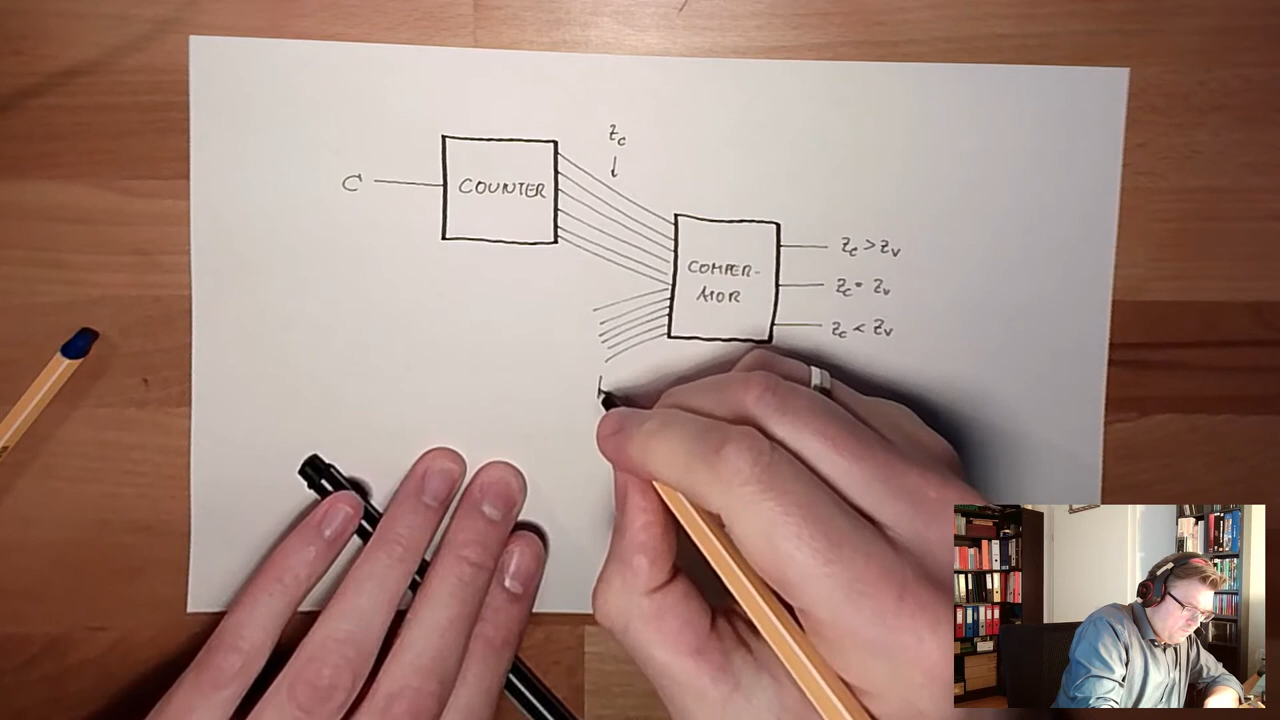 Z_C
↓
C
COUNTER
Z_C > Z_V
COMPER-
ATOR
Z_C = Z_V
Z_C < Z_V